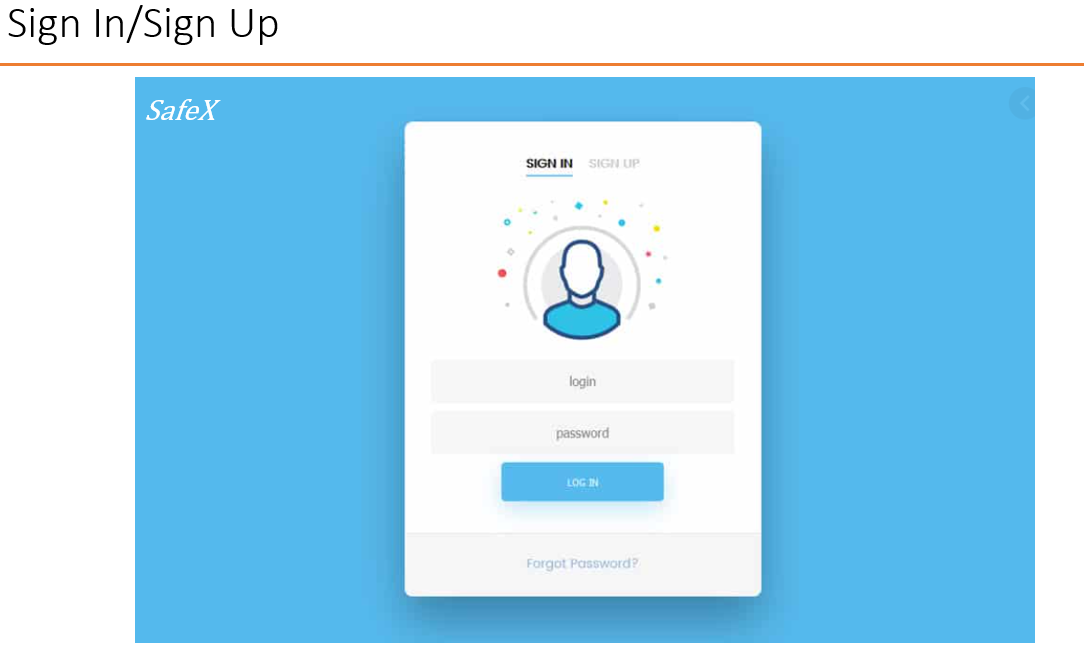 Sign In/Sign Up
SafeX
SIGN IN SIGN UP
login
password
LOG IN
Forgot Password?